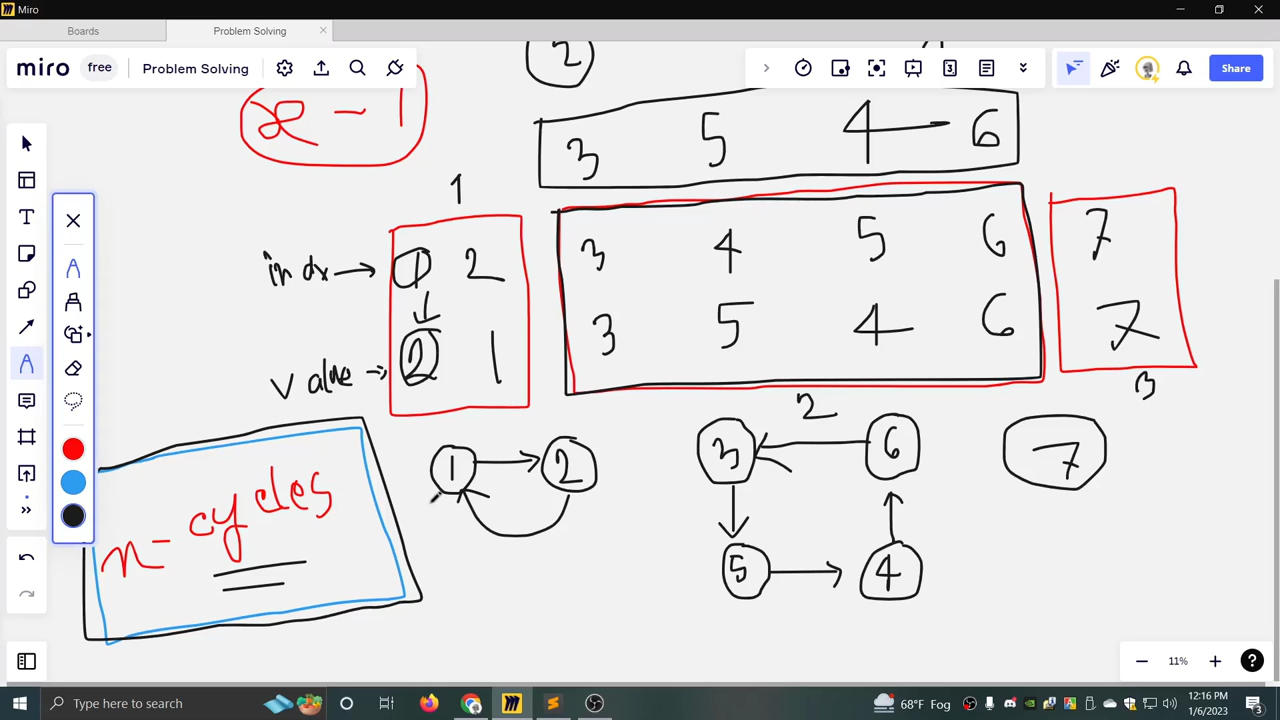 Miro
Boards
Problem Solving
miro free Problem Solving
Share
2
x - 1
3 5 4 6
1
indx → 1 2 3 4 5 6 7
value → 2 1 3 5 4 6 7
2
3
n-cycles
1 2 3 6 7
5 4
11%
Type here to search
68°F Fog
12:16 PM
1/6/2023